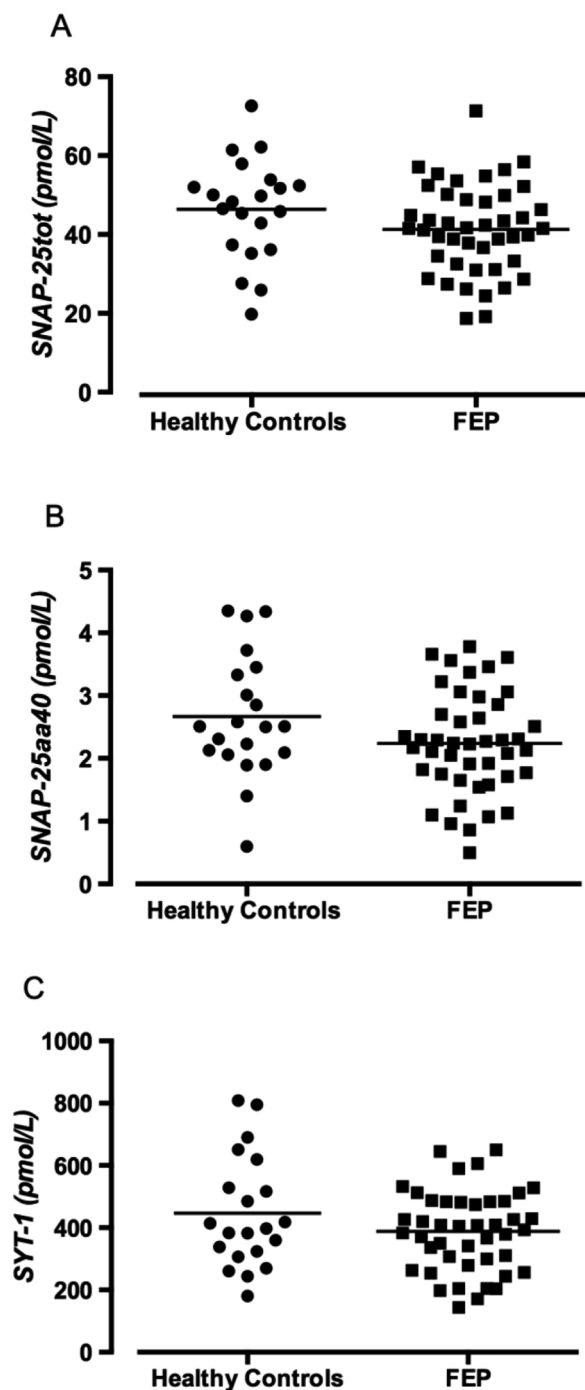 A
80
60
40
20
0
SNAP-25tot (pmol/L)
Healthy Controls FEP
B
5
4
3
2
1
0
SNAP-25aa40 (pmol/L)
Healthy Controls FEP
C
1000
800
600
400
200
0
SYT-1 (pmol/L)
Healthy Controls FEP